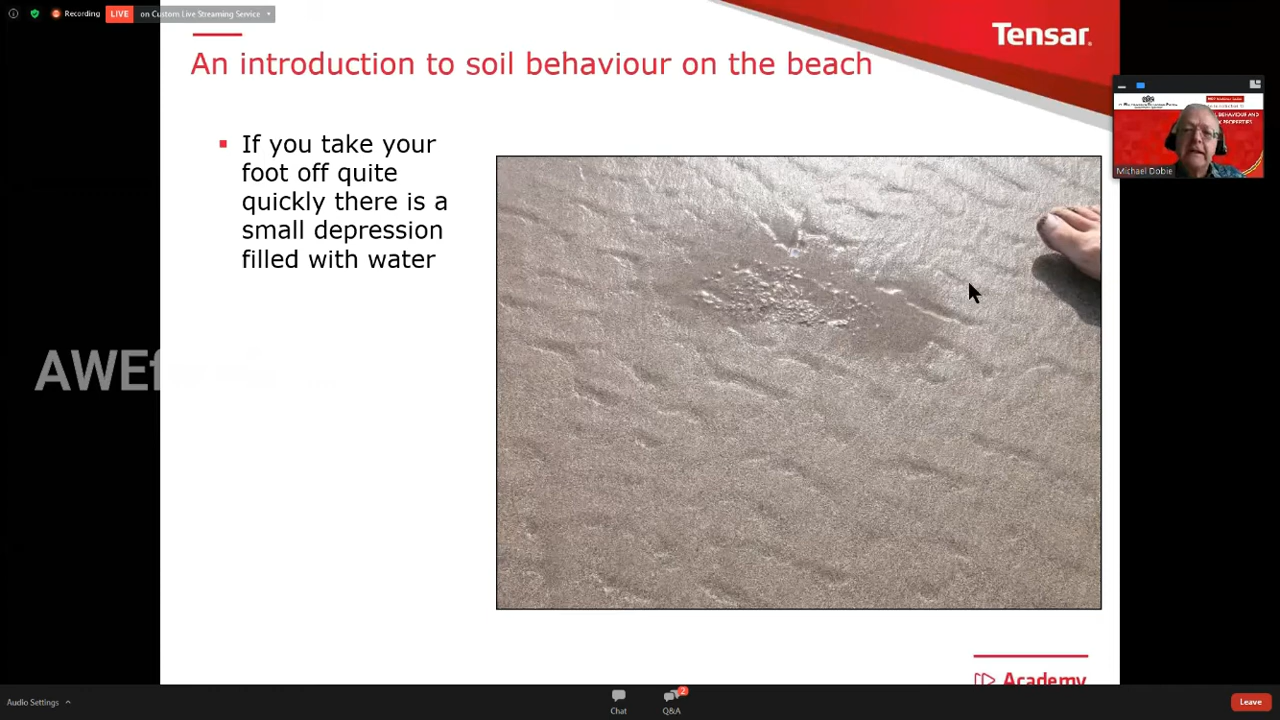 Recording
LIVE
on Custom Live Streaming Service
Tensar
An introduction to soil behaviour on the beach
If you take your
foot off quite
quickly there is a
small depression
filled with water
Michael Dobie
AWEf
Academy
Audio Settings
Chat
Q&A
2
Leave